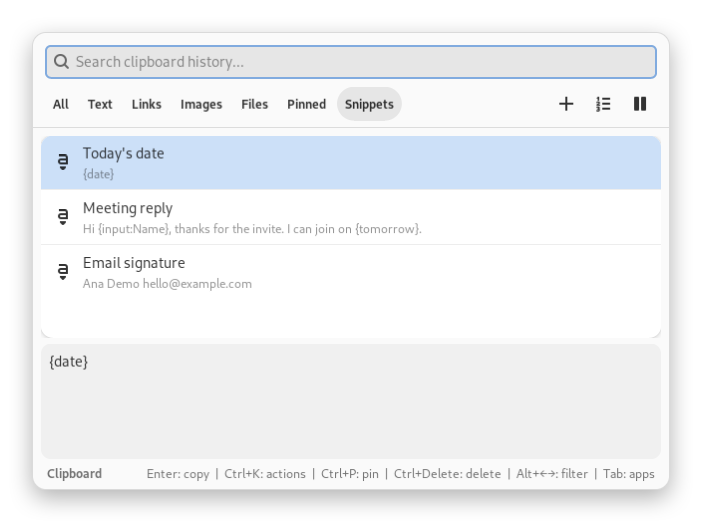 Search clipboard history...
All Text Links Images Files Pinned Snippets
Today's date
{date}
Meeting reply
Hi {input:Name}, thanks for the invite. I can join on {tomorrow}.
Email signature
Ana Demo hello@example.com
{date}
Clipboard Enter: copy | Ctrl+K: actions | Ctrl+P: pin | Ctrl+Delete: delete | Alt+←→: filter | Tab: apps